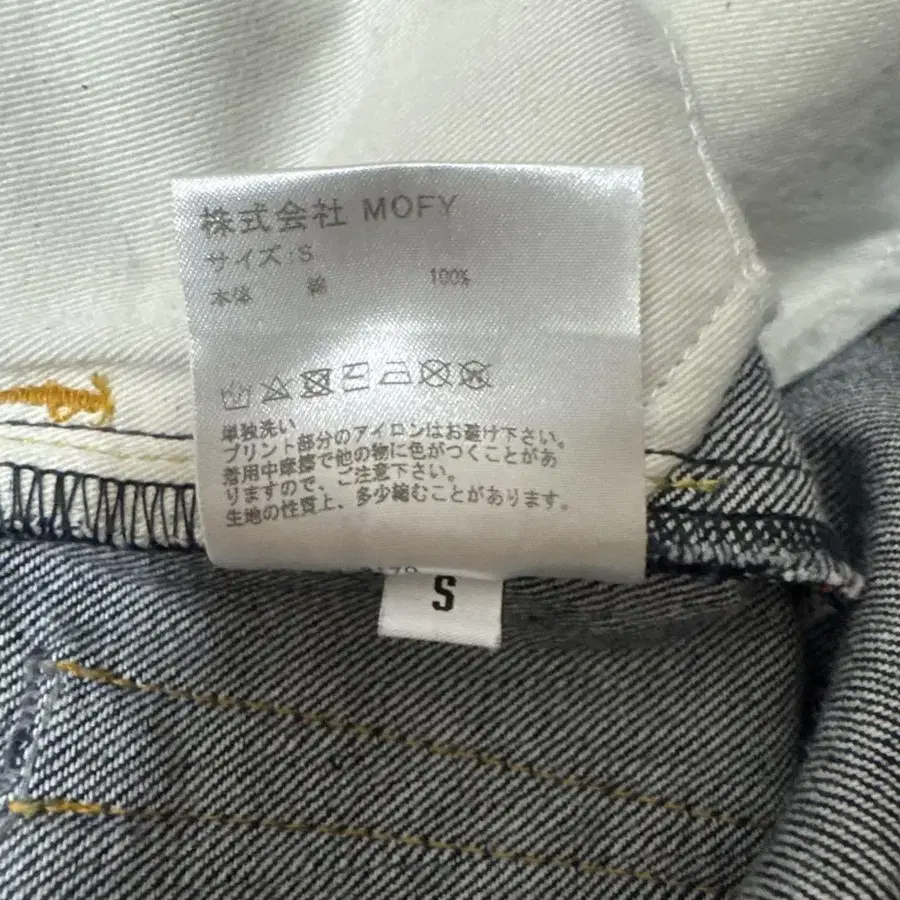 株式会社 MOFY
サイズ:S
本体 綿 100%
単独洗い
プリント部分のアイロンはお避け下さい。
着用中摩擦で他の物に色がつくことがあ
りますので、ご注意下さい。
生地の性質上、多少縮むことがあります。
S